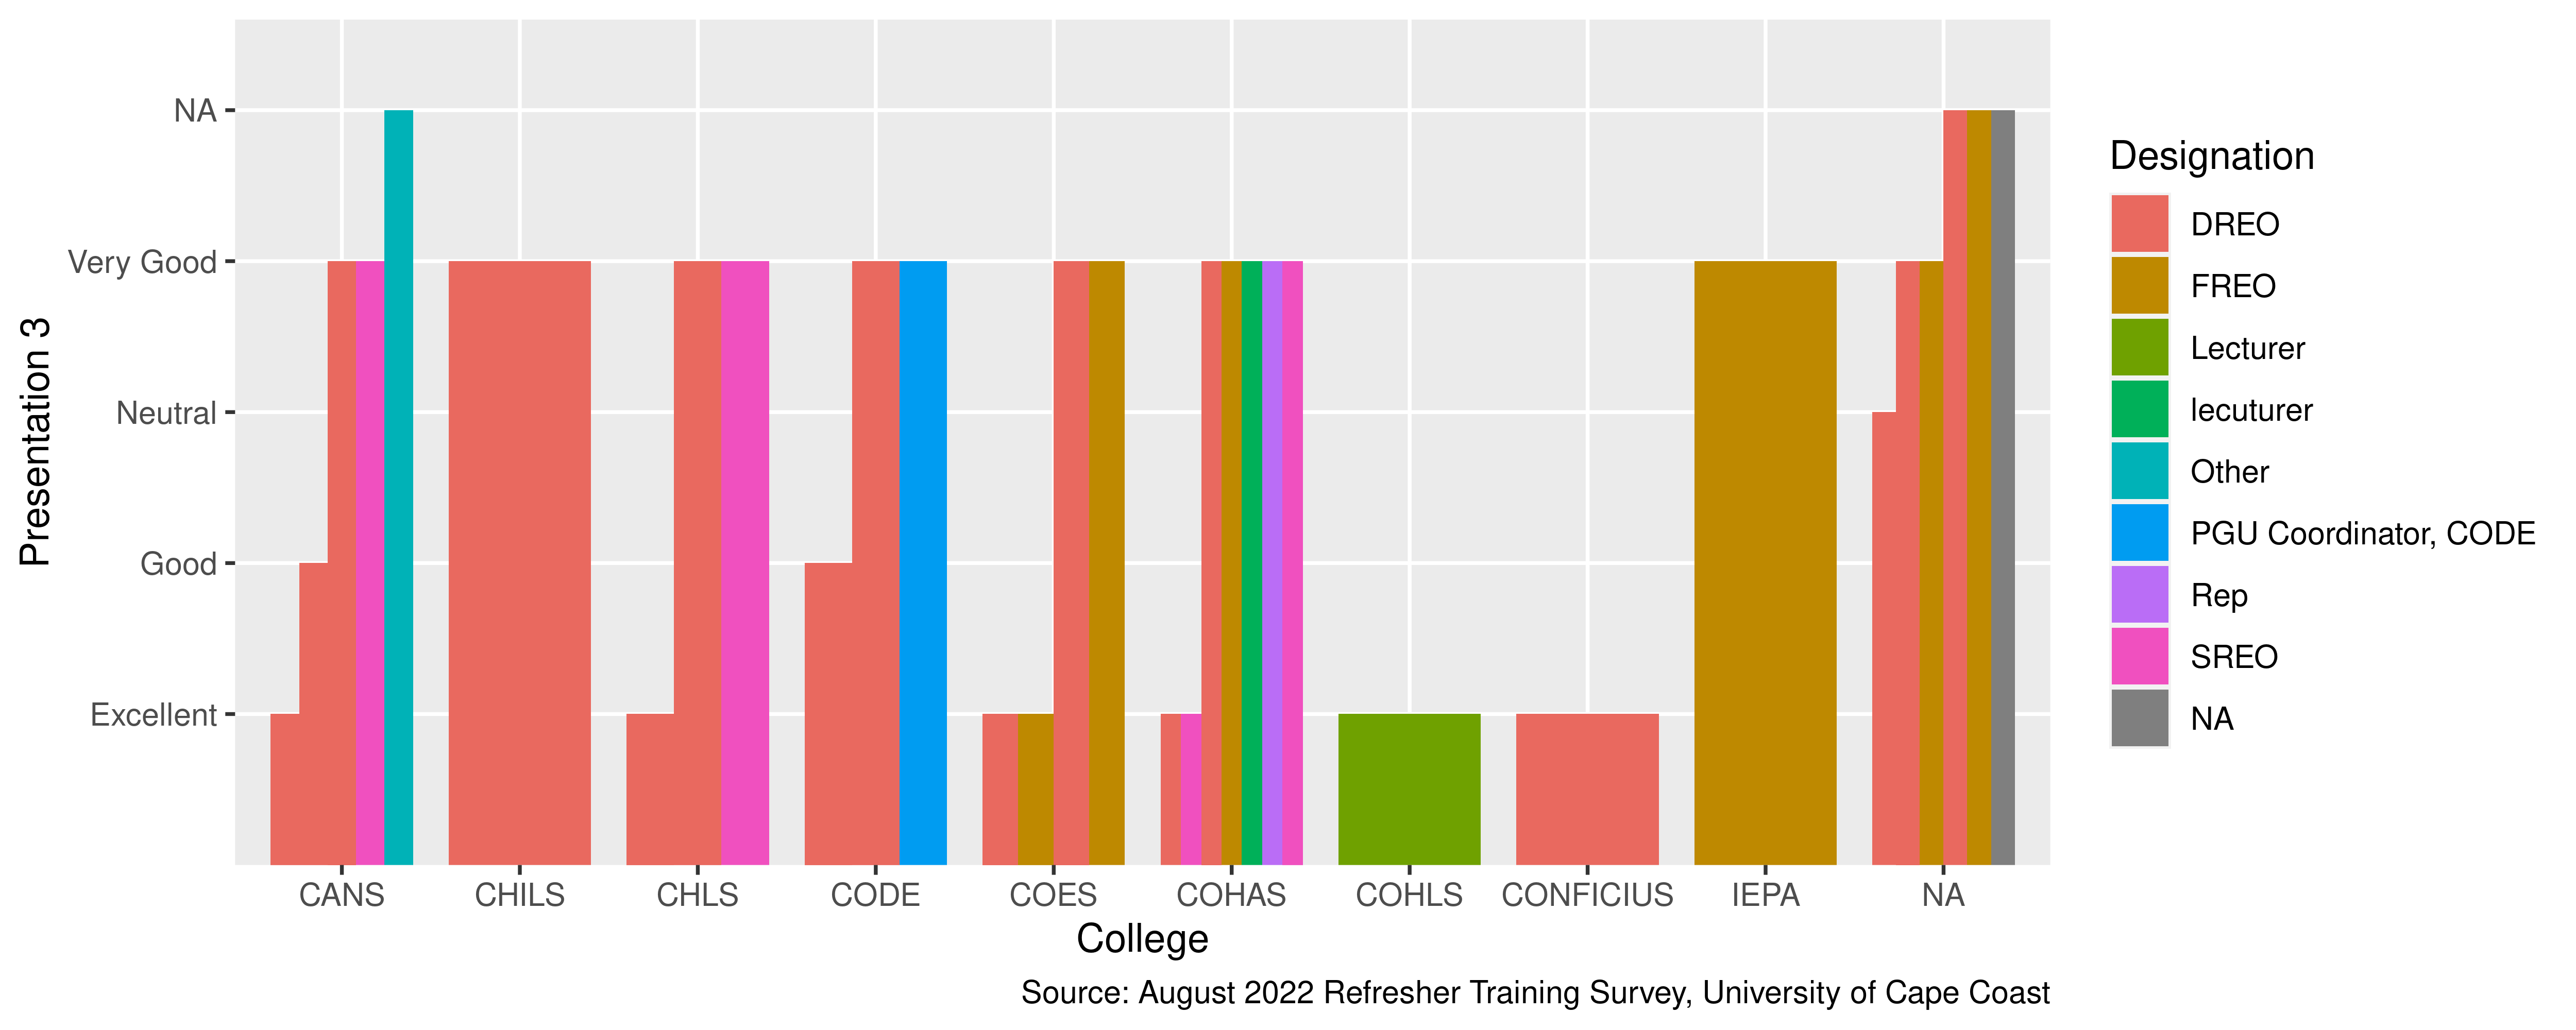 Presentation 3
NA
Very Good
Neutral
Good
Excellent
CANS
CHILS
CHLS
CODE
COES
COHAS
COHLS
CONFICIUS
IEPA
NA
College
Source: August 2022 Refresher Training Survey, University of Cape Coast
Designation
DREO
FREO
Lecturer
lecuturer
Other
PGU Coordinator, CODE
Rep
SREO
NA